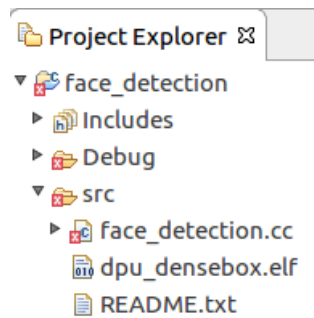 Project Explorer
face_detection
Includes
Debug
src
face_detection.cc
dpu_densebox.elf
README.txt